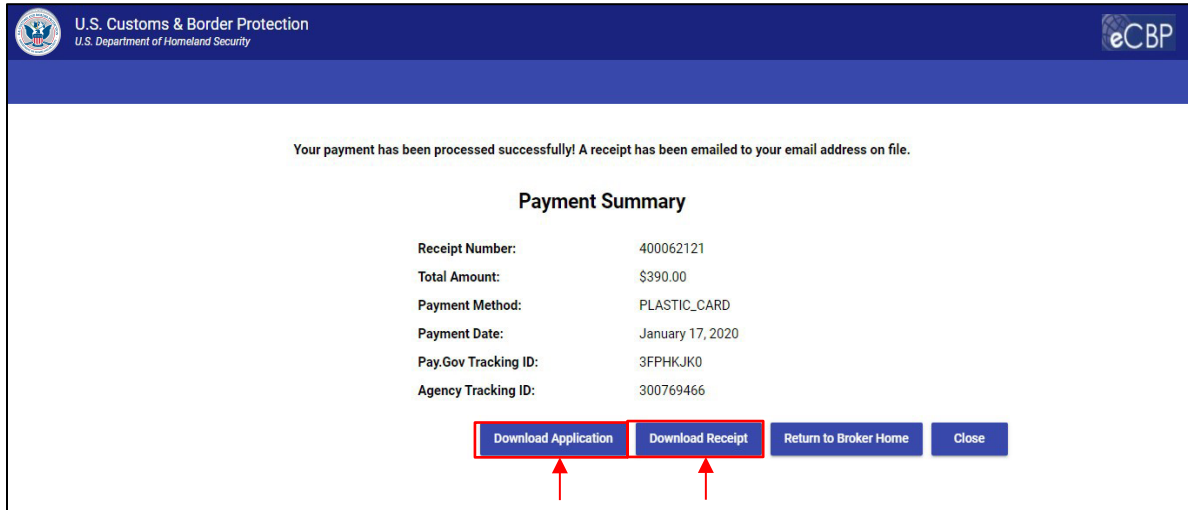 U.S. Customs & Border Protection
U.S. Department of Homeland Security
eCBP
Your payment has been processed successfully! A receipt has been emailed to your email address on file.
Payment Summary
Receipt Number: 400062121
Total Amount: $390.00
Payment Method: PLASTIC_CARD
Payment Date: January 17, 2020
Pay.Gov Tracking ID: 3FPHKJK0
Agency Tracking ID: 300769466
Download Application Download Receipt Return to Broker Home Close